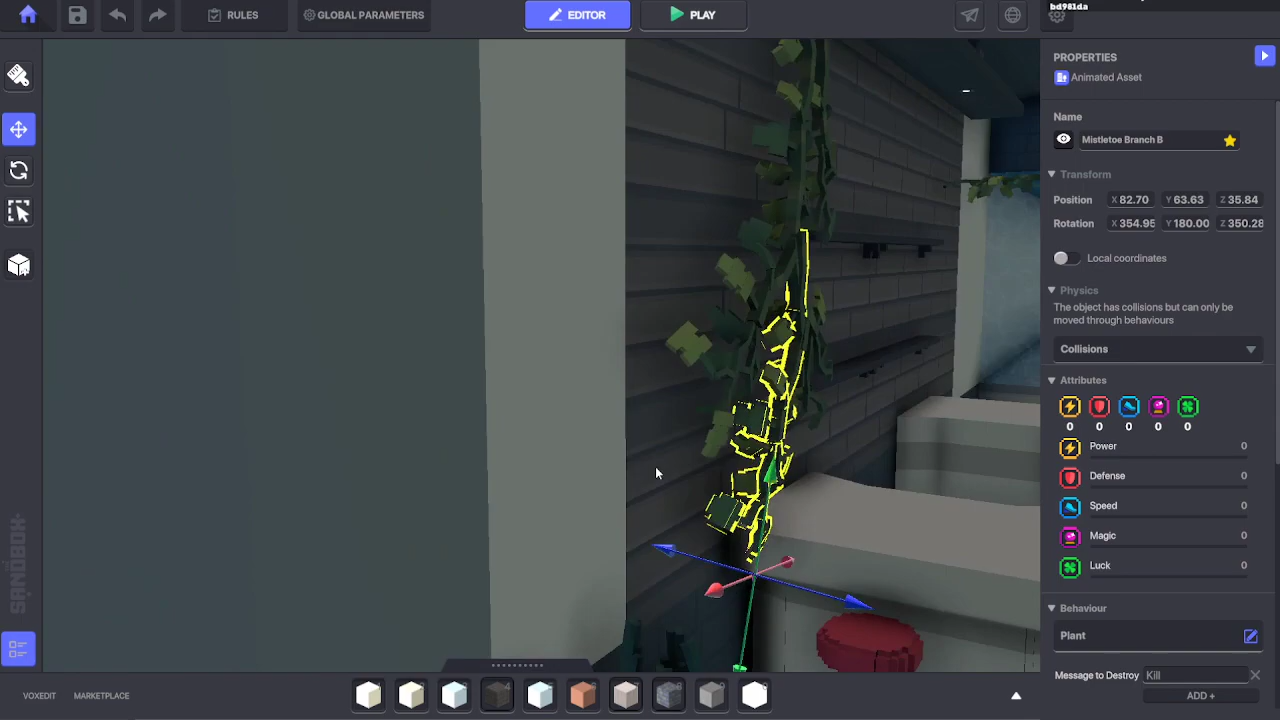 bd981da
RULES
GLOBAL PARAMETERS
EDITOR
PLAY
PROPERTIES
Animated Asset
Name
Mistletoe Branch B
Transform
Position X 82.70 Y 63.63 Z 35.84
Rotation X 354.95 Y 180.00 Z 350.28
Local coordinates
Physics
The object has collisions but can only be
moved through behaviours
Collisions
Attributes
0 0 0 0 0
Power 0
Defense 0
Speed 0
Magic 0
Luck 0
Behaviour
Plant
Message to Destroy Kill
ADD +
SANDBOX
VOXEDIT
MARKETPLACE